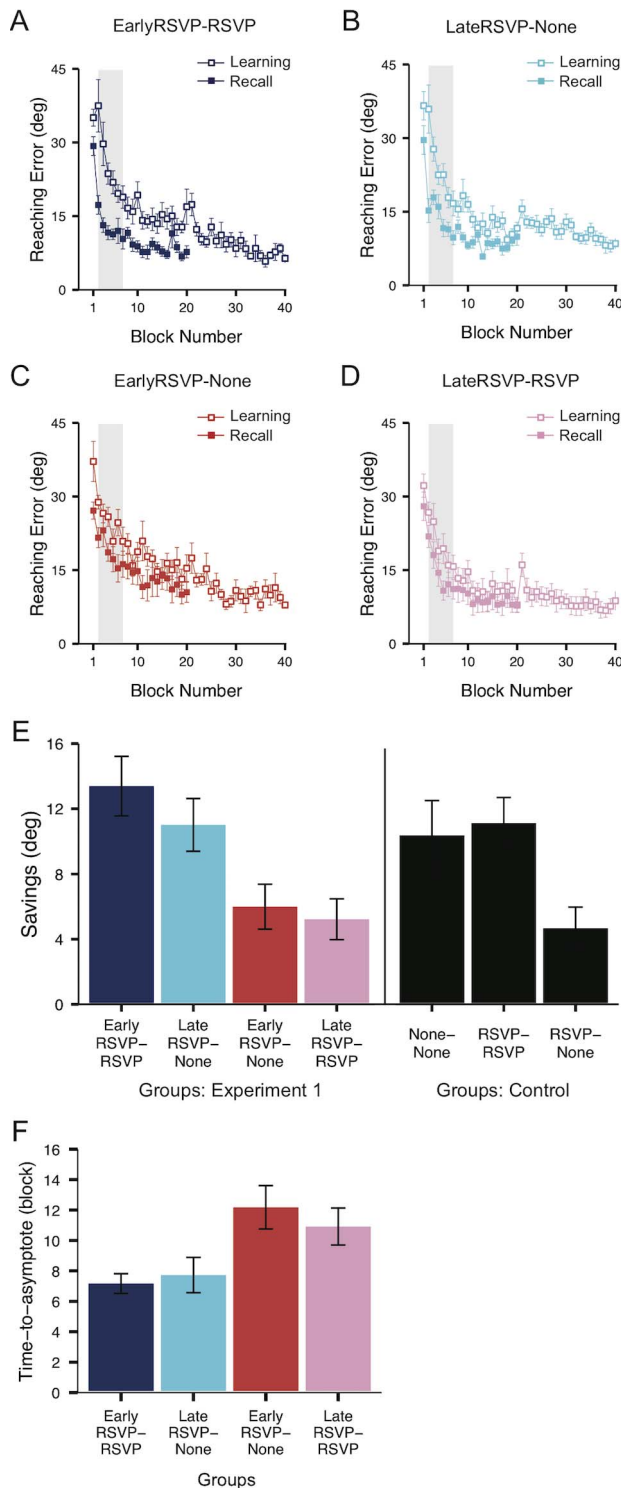 A
EarlyRSVP-RSVP
Learning
Recall
45
30
15
0
Reaching Error (deg)
1
10
20
30
40
Block Number
B
LateRSVP-None
Learning
Recall
45
30
15
0
Reaching Error (deg)
1
10
20
30
40
Block Number
C
EarlyRSVP-None
Learning
Recall
45
30
15
0
Reaching Error (deg)
1
10
20
30
40
Block Number
D
LateRSVP-RSVP
Learning
Recall
45
30
15
0
Reaching Error (deg)
1
10
20
30
40
Block Number
E
16
12
8
4
0
Savings (deg)
Early
RSVP–
RSVP
Late
RSVP–
None
Early
RSVP–
None
Late
RSVP–
RSVP
None–
None
RSVP–
RSVP
RSVP–
None
Groups: Experiment 1
Groups: Control
F
16
14
12
10
8
6
4
2
0
Time–to–asymptote (block)
Early
RSVP–
RSVP
Late
RSVP–
None
Early
RSVP–
None
Late
RSVP–
RSVP
Groups